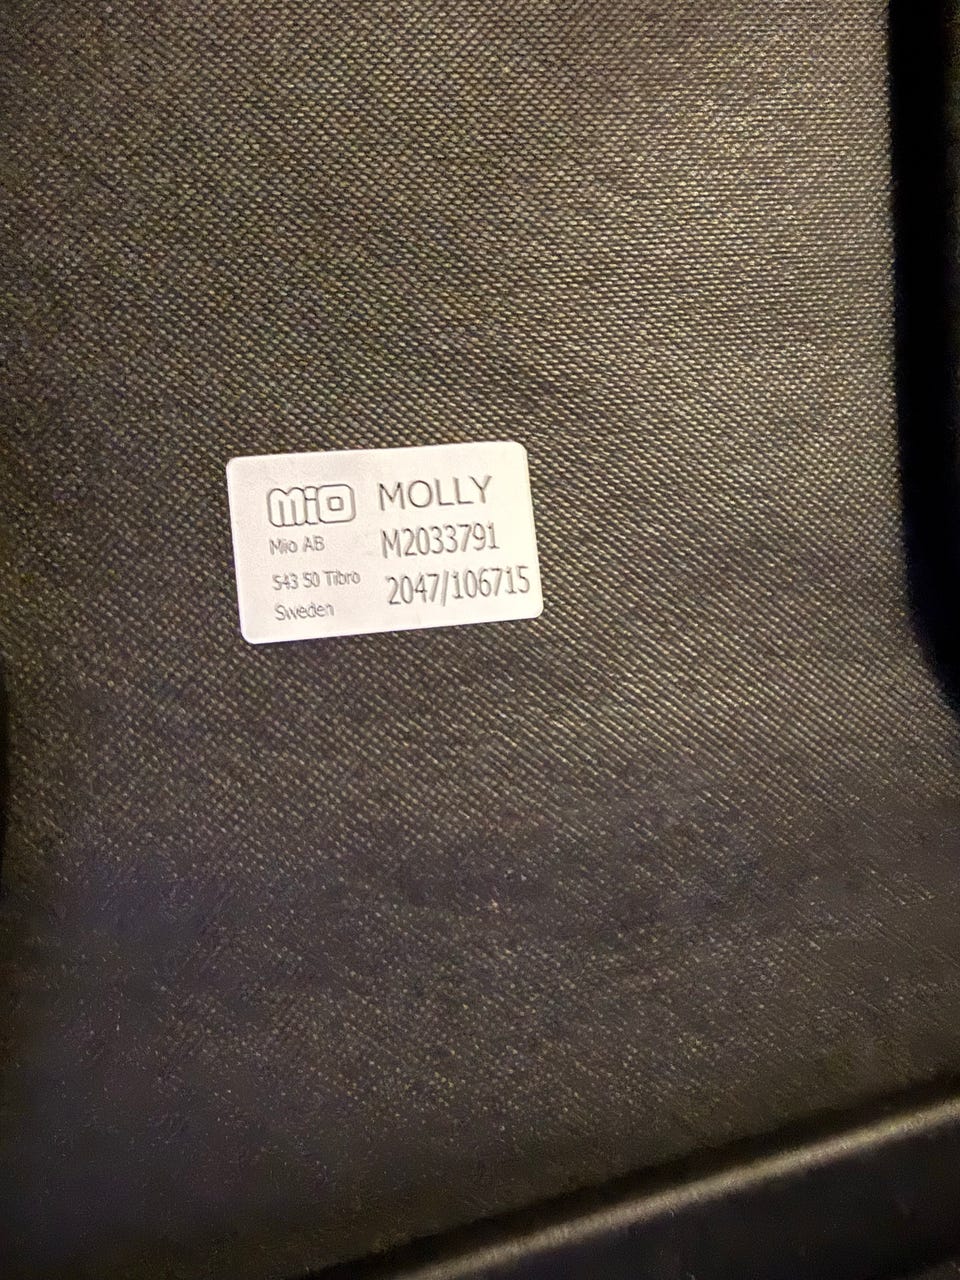 Mio MOLLY
Mio AB M2033791
543 50 Tibro 2047/106715
Sweden